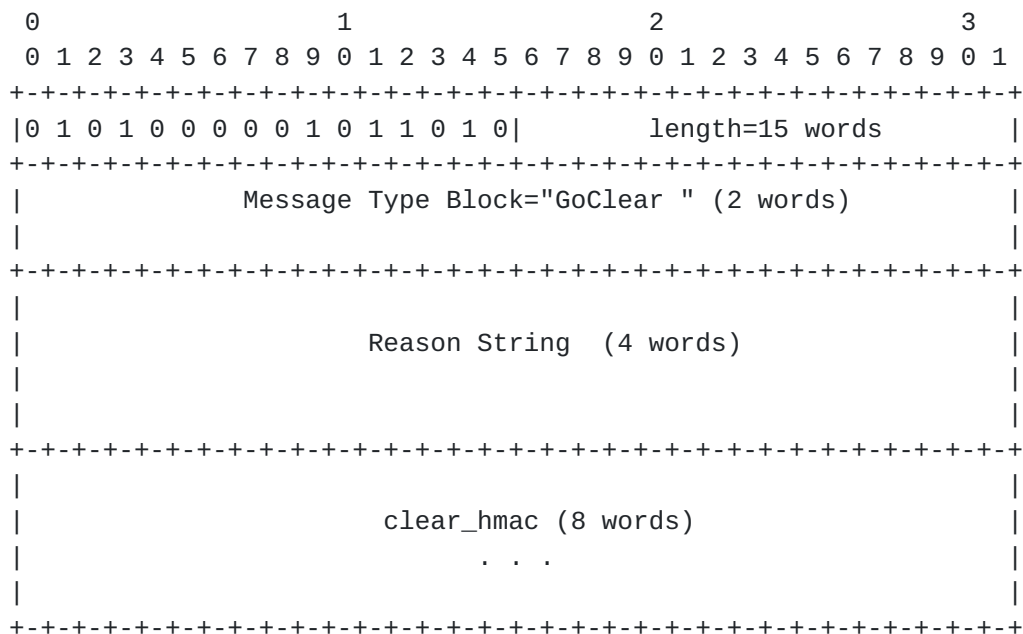 0                   1                   2                   3
 0 1 2 3 4 5 6 7 8 9 0 1 2 3 4 5 6 7 8 9 0 1 2 3 4 5 6 7 8 9 0 1
+-+-+-+-+-+-+-+-+-+-+-+-+-+-+-+-+-+-+-+-+-+-+-+-+-+-+-+-+-+-+-+-+
|0 1 0 1 0 0 0 0 0 1 0 1 1 0 1 0|        length=15 words        |
+-+-+-+-+-+-+-+-+-+-+-+-+-+-+-+-+-+-+-+-+-+-+-+-+-+-+-+-+-+-+-+-+
|              Message Type Block="GoClear " (2 words)          |
|                                                               |
+-+-+-+-+-+-+-+-+-+-+-+-+-+-+-+-+-+-+-+-+-+-+-+-+-+-+-+-+-+-+-+-+
|                                                               |
|                      Reason String  (4 words)                 |
|                                                               |
|                                                               |
+-+-+-+-+-+-+-+-+-+-+-+-+-+-+-+-+-+-+-+-+-+-+-+-+-+-+-+-+-+-+-+-+
|                                                               |
|                       clear_hmac (8 words)                    |
|                             . . .                             |
|                                                               |
+-+-+-+-+-+-+-+-+-+-+-+-+-+-+-+-+-+-+-+-+-+-+-+-+-+-+-+-+-+-+-+-+